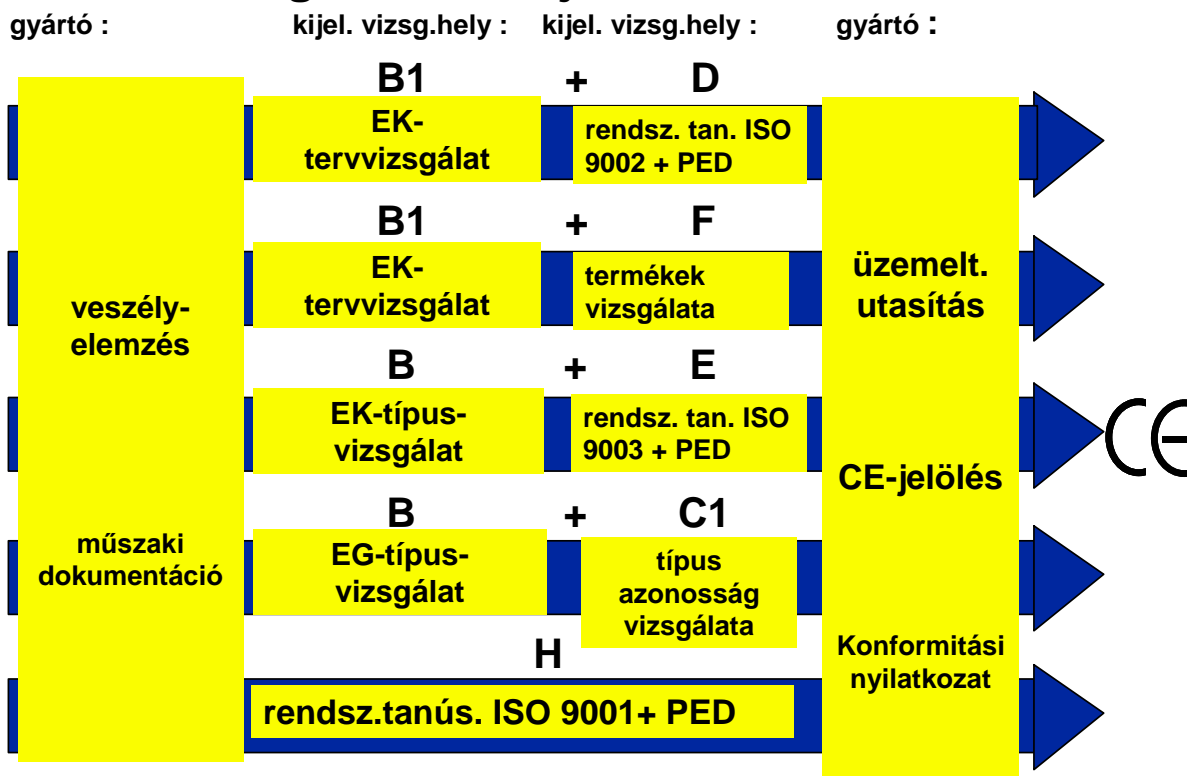 gyártó :
kijel. vizsg.hely :
kijel. vizsg.hely :
gyártó :
B1 + D
EK-
tervvizsgálat
rendsz. tan. ISO
9002 + PED
B1 + F
EK-
tervvizsgálat
termékek
vizsgálata
B + E
EK-típus-
vizsgálat
rendsz. tan. ISO
9003 + PED
B + C1
EG-típus-
vizsgálat
típus
azonosság
vizsgálata
H
rendsz.tanús. ISO 9001+ PED
veszély-
elemzés
műszaki
dokumentáció
üzemelt.
utasítás
CE-jelölés
Konformitási
nyilatkozat
CE